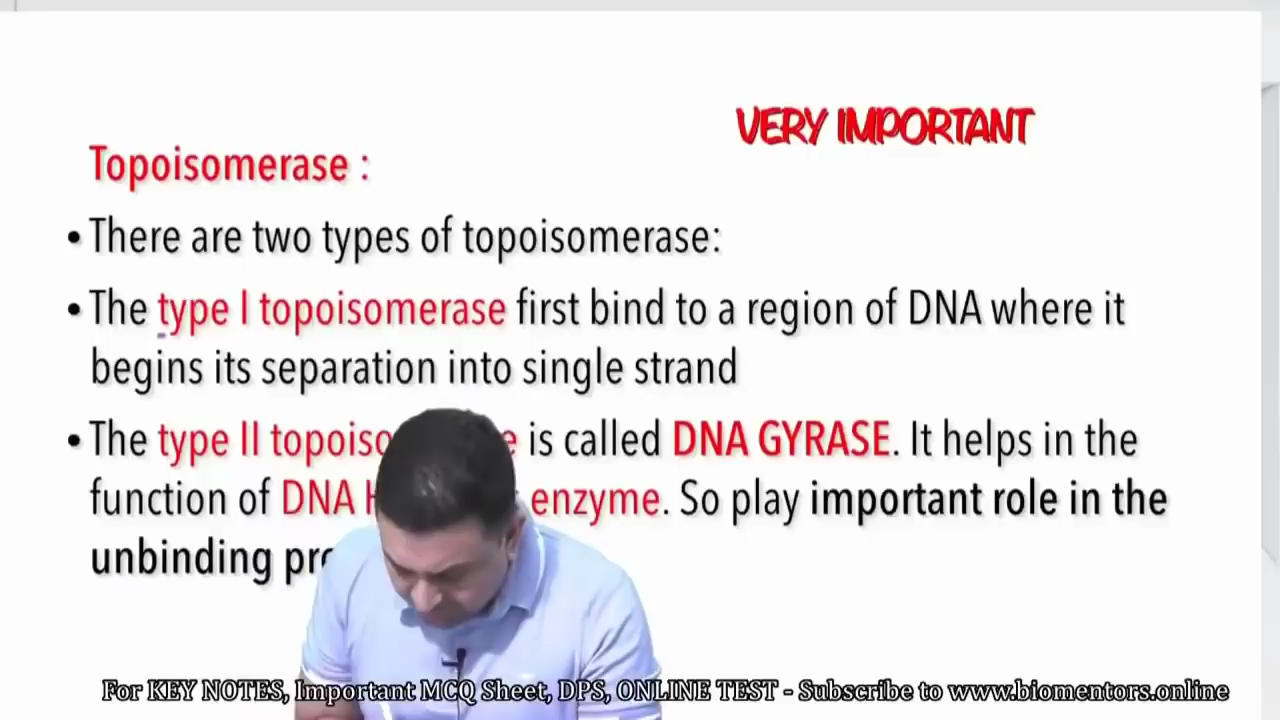 VERY IMPORTANT
Topoisomerase :
• There are two types of topoisomerase:
• The type I topoisomerase first bind to a region of DNA where it
begins its separation into single strand
• The type II is called DNA GYRASE. It helps in the
function of DNA enzyme. So play important role in the
unbinding
For KEY NOTES, Important MCQ Sheet, DPS, ONLINE TEST - Subscribe to www.biomentors.online